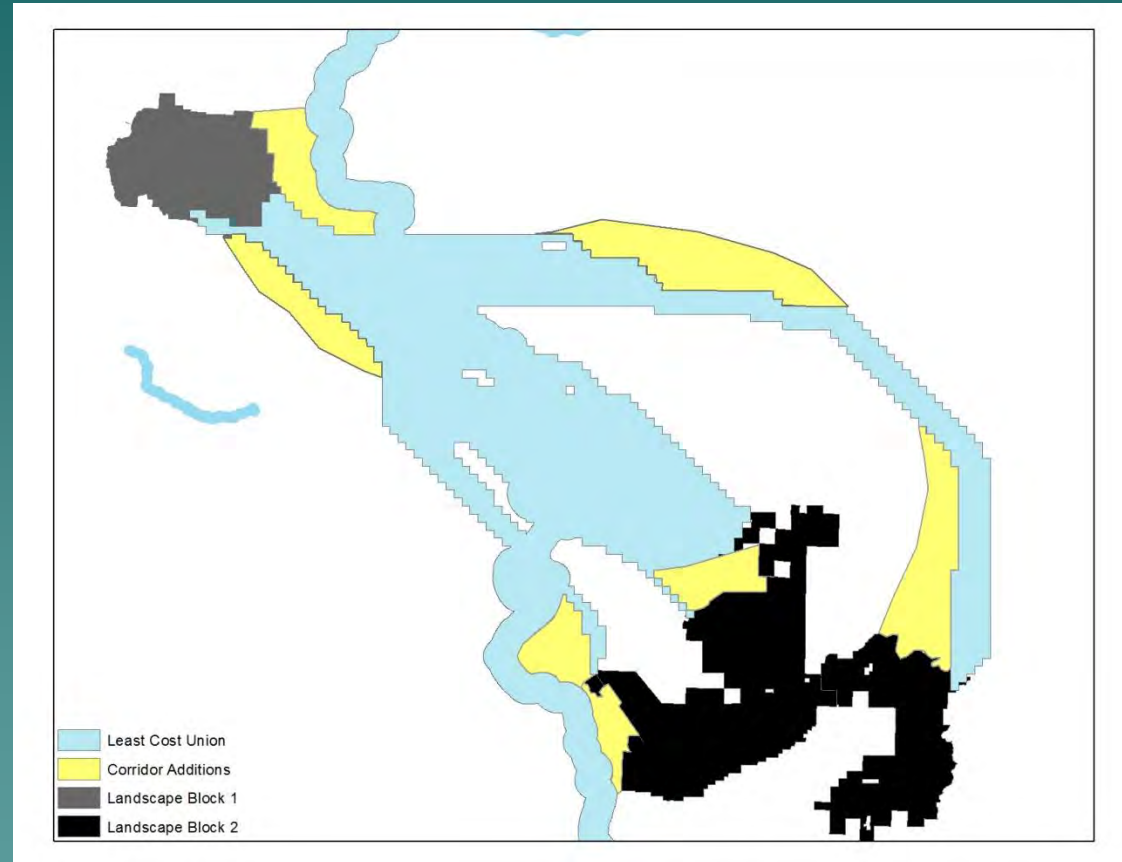 Least Cost Union
Corridor Additions
Landscape Block 1
Landscape Block 2